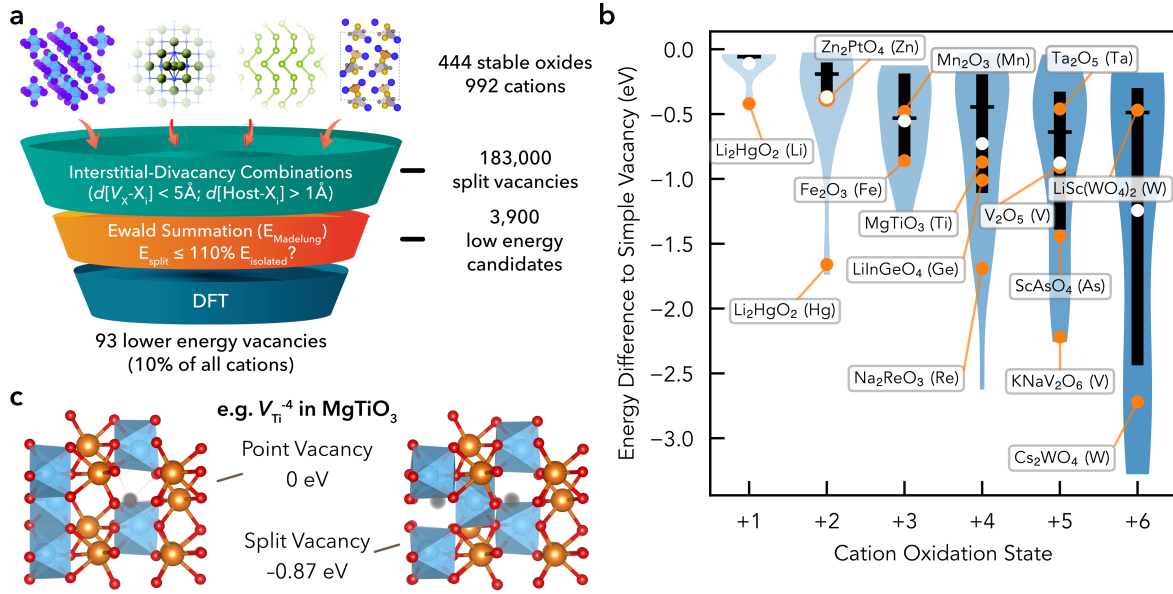 a
444 stable oxides
992 cations
Interstitial-Divacancy Combinations
(d[V_X-X_i] < 5Å; d[Host-X_i] > 1Å)
183,000
split vacancies
Ewald Summation (E_Madelung)
E_split ≤ 110% E_isolated?
3,900
low energy
candidates
DFT
93 lower energy vacancies
(10% of all cations)
b
Energy Difference to Simple Vacancy (eV)
0.0
−0.5
−1.0
−1.5
−2.0
−2.5
−3.0
Zn₂PtO₄ (Zn)
Mn₂O₃ (Mn)
Ta₂O₅ (Ta)
Li₂HgO₂ (Li)
Fe₂O₃ (Fe)
LiSc(WO₄)₂ (W)
MgTiO₃ (Ti)
V₂O₅ (V)
LiInGeO₄ (Ge)
ScAsO₄ (As)
Li₂HgO₂ (Hg)
Na₂ReO₃ (Re)
KNaV₂O₆ (V)
Cs₂WO₄ (W)
+1
+2
+3
+4
+5
+6
Cation Oxidation State
c
e.g. V_Ti^-4 in MgTiO₃
Point Vacancy
0 eV
Split Vacancy
–0.87 eV